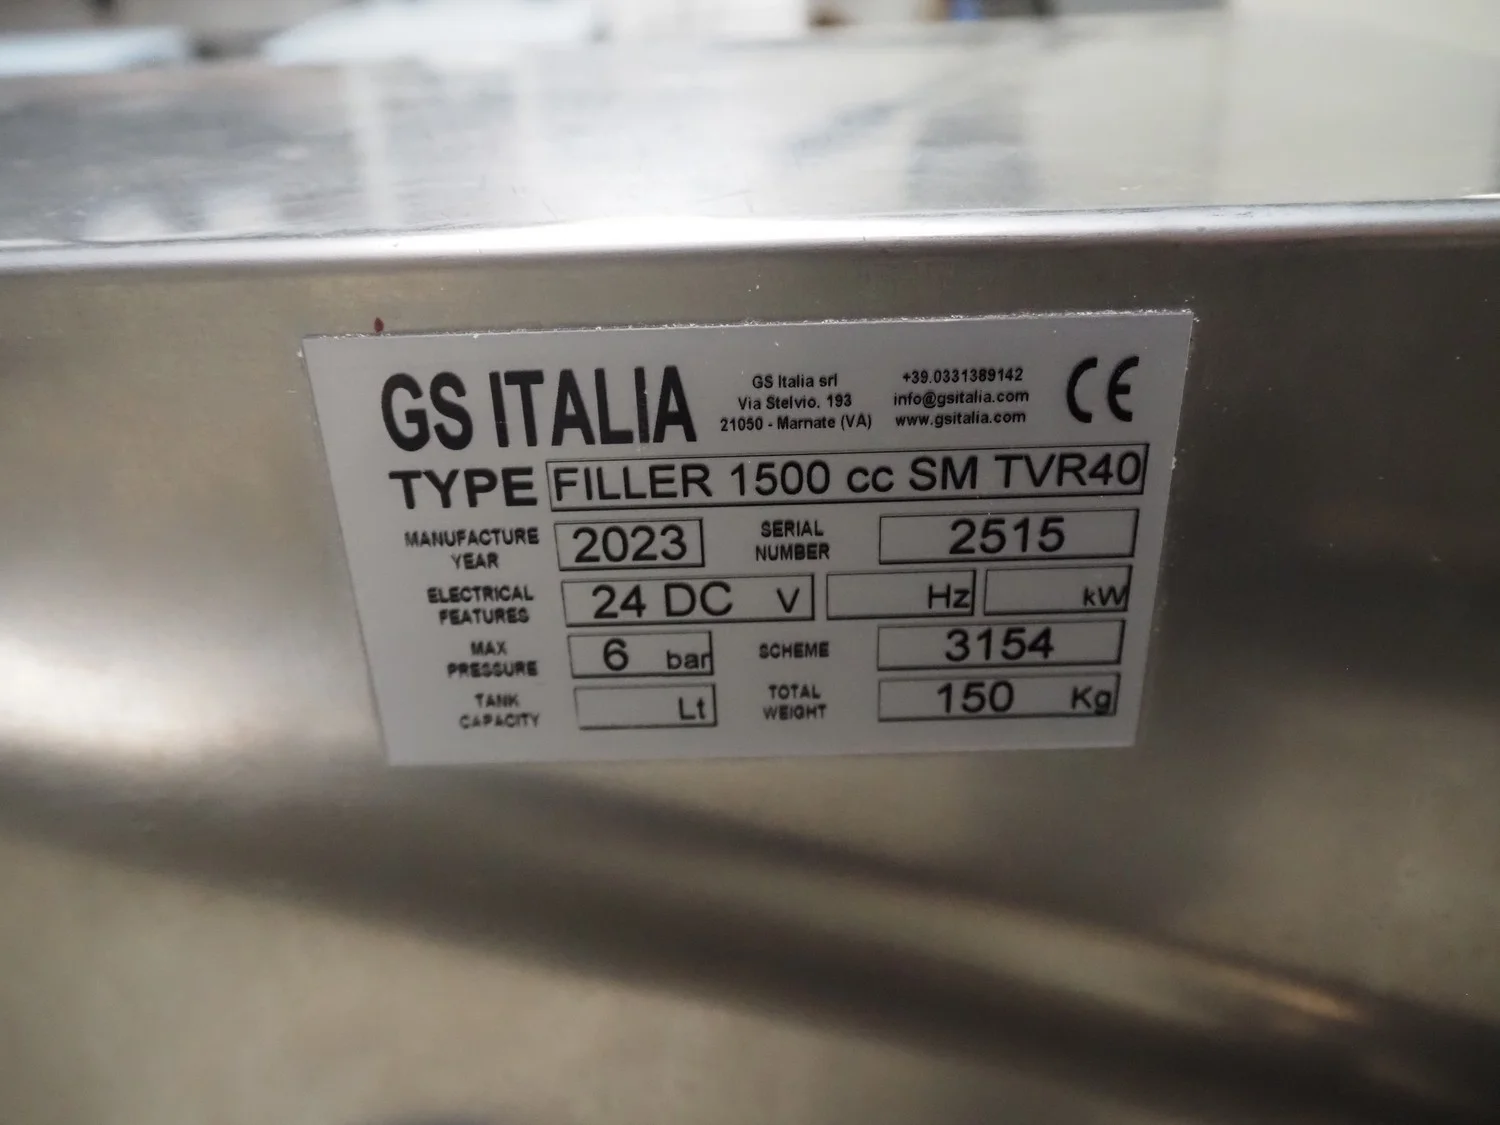 GS ITALIA
GS Italia srl
Via Stelvio, 193
21050 - Marnate (VA)
+39.0331389142
info@gsitalia.com
www.gsitalia.com
CE
TYPE FILLER 1500 cc SM TVR40
MANUFACTURE YEAR 2023 SERIAL NUMBER 2515
ELECTRICAL FEATURES 24 DC V Hz kW
MAX PRESSURE 6 bar SCHEME 3154
TANK CAPACITY Lt TOTAL WEIGHT 150 Kg